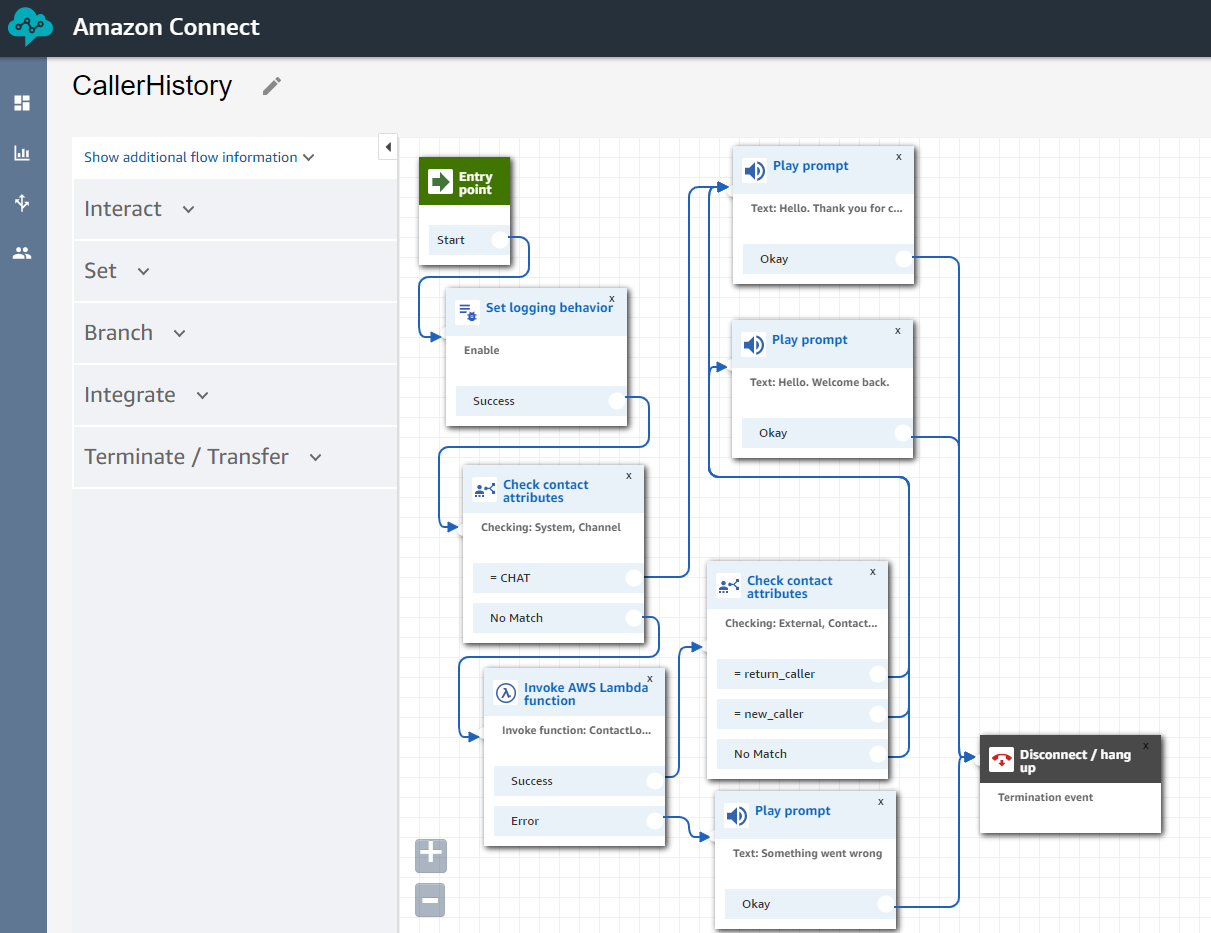 Amazon Connect
CallerHistory
Show additional flow information
Interact
Set
Branch
Integrate
Terminate / Transfer
Entry
point
Start
x
Set logging behavior
Enable
Success
x
Check contact
attributes
Checking: System, Channel
= CHAT
No Match
x
Invoke AWS Lambda
function
Invoke function: ContactLo...
Success
Error
x
Play prompt
Text: Hello. Thank you for c...
Okay
x
Play prompt
Text: Hello. Welcome back.
Okay
x
Check contact
attributes
Checking: External, Contact...
= return_caller
= new_caller
No Match
x
Play prompt
Text: Something went wrong
Okay
x
Disconnect / hang
up
Termination event